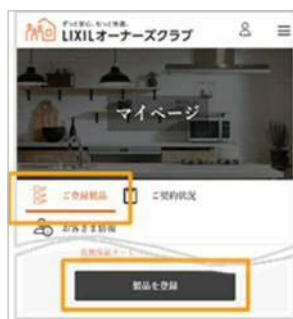 ずっと安心、もっと快適。
LIXILオーナーズクラブ
マイページ
ご登録製品
ご契約状況
お客さま情報
製品を登録